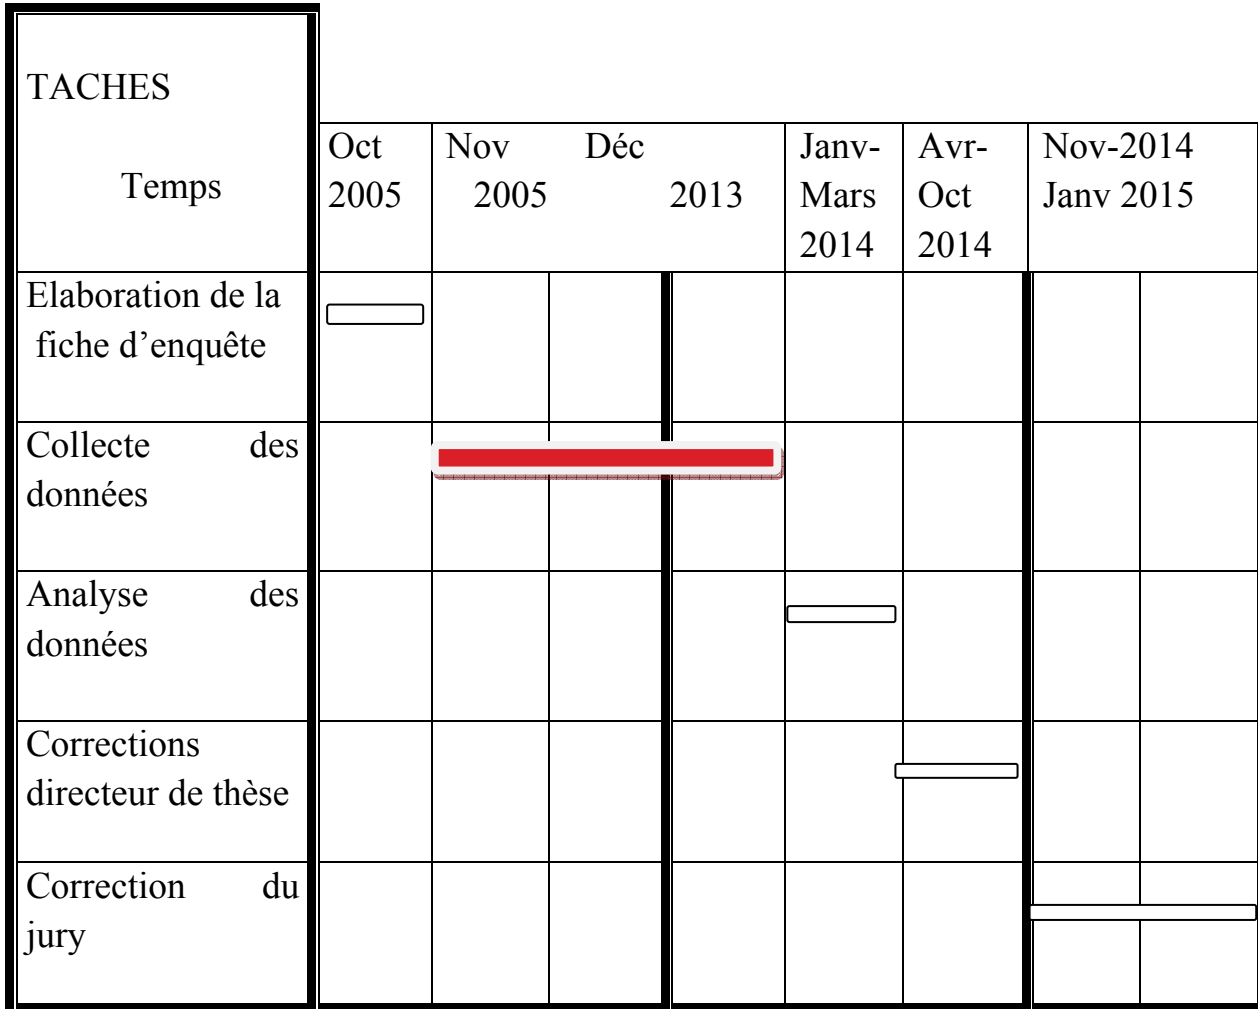 TACHES
Temps
Oct
2005
Nov Déc
2005 2013
Janv-
Mars
2014
Avr-
Oct
2014
Nov-2014
Janv 2015
Elaboration de la
fiche d’enquête
Collecte des
données
Analyse des
données
Corrections
directeur de thèse
Correction du
jury